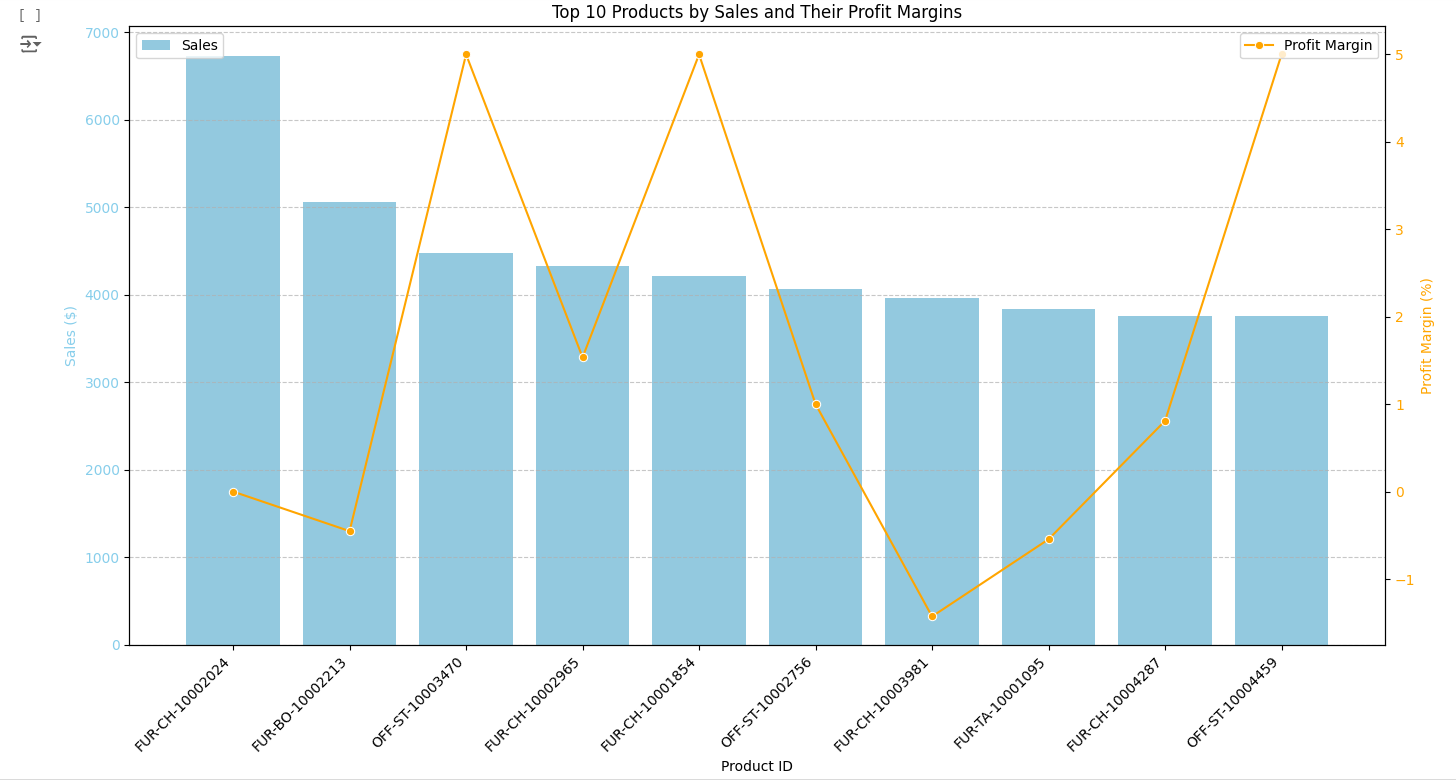 [ ]
Top 10 Products by Sales and Their Profit Margins
Sales
Profit Margin
7000
6000
5000
4000
3000
2000
1000
0
Sales ($)
5
4
3
2
1
0
−1
Profit Margin (%)
FUR-CH-10002024
FUR-BO-10002213
OFF-ST-10003470
FUR-CH-10002965
FUR-CH-10001854
OFF-ST-10002756
FUR-CH-10003981
FUR-TA-10001095
FUR-CH-10004287
OFF-ST-10004459
Product ID